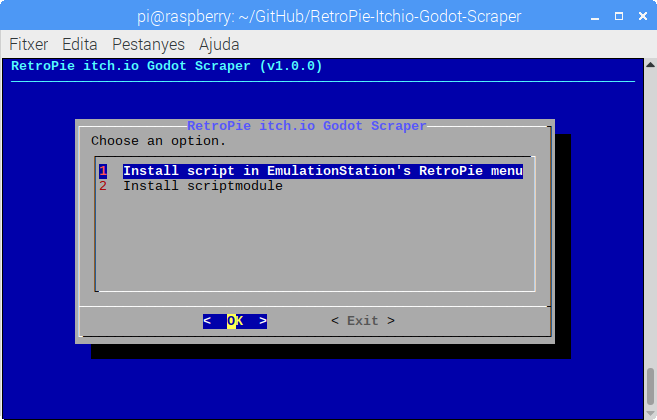 pi@raspberry: ~/GitHub/RetroPie-Itchio-Godot-Scraper
Fitxer Edita Pestanyes Ajuda
RetroPie itch.io Godot Scraper (v1.0.0)
RetroPie itch.io Godot Scraper
Choose an option.
1 Install script in EmulationStation's RetroPie menu
2 Install scriptmodule
< OK > < Exit >